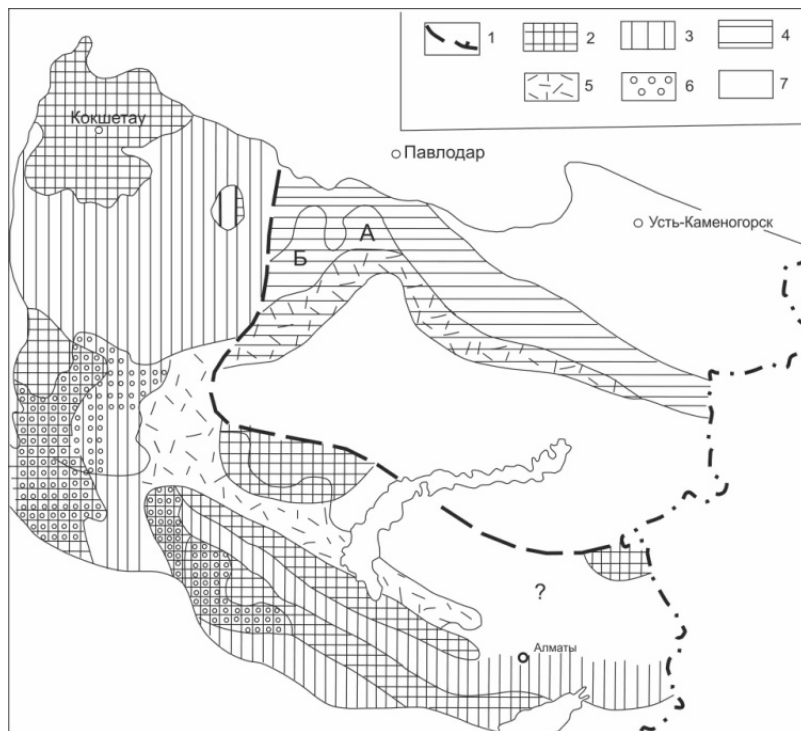 1 2 3 4
5 6 7
Кокшетау
Павлодар
Усть-Каменогорск
А
Б
?
Алматы